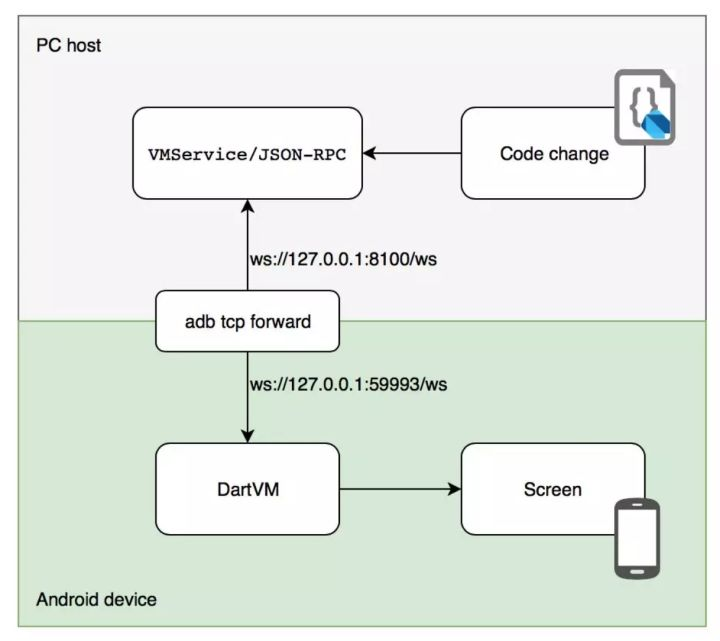 PC host
VMService/JSON-RPC
Code change
{}
ws://127.0.0.1:8100/ws
adb tcp forward
ws://127.0.0.1:59993/ws
DartVM
Screen
Android device